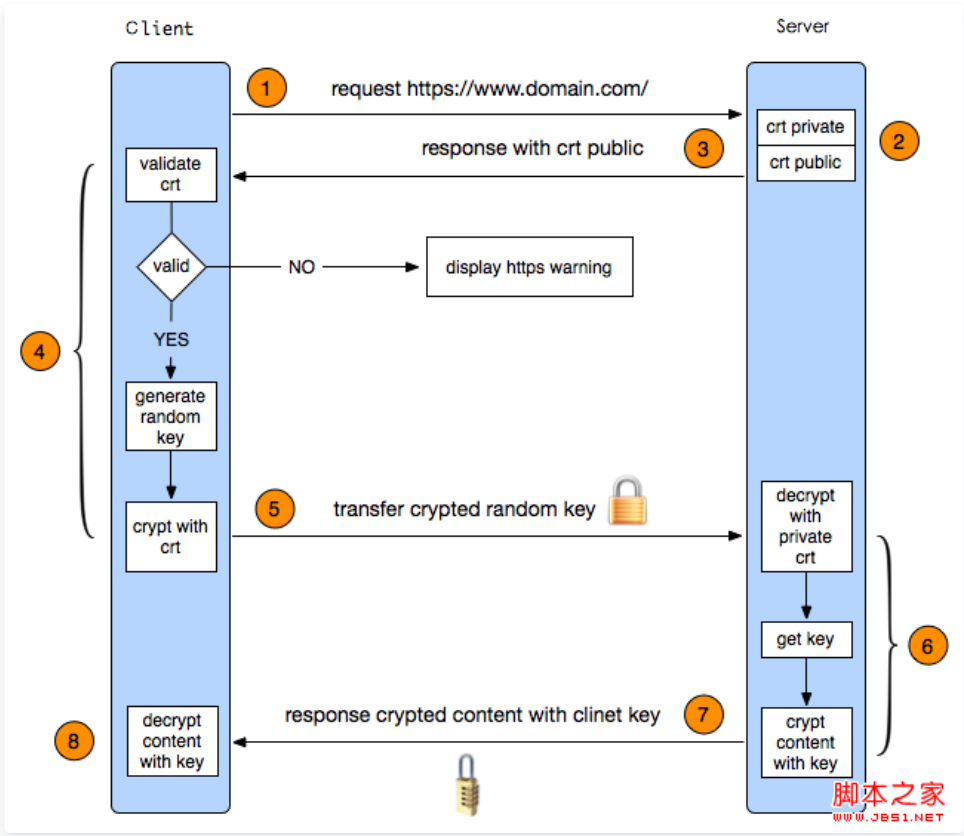 Client
Server
1
request https://www.domain.com/
crt private
2
crt public
3
response with crt public
validate
crt
valid
NO
display https warning
YES
4
generate
random
key
crypt with
crt
5
transfer crypted random key
decrypt
with
private
crt
get key
6
response crypted content with clinet key
7
crypt
content
with key
8
decrypt
content
with key
脚本之家
WWW.JB51.NET